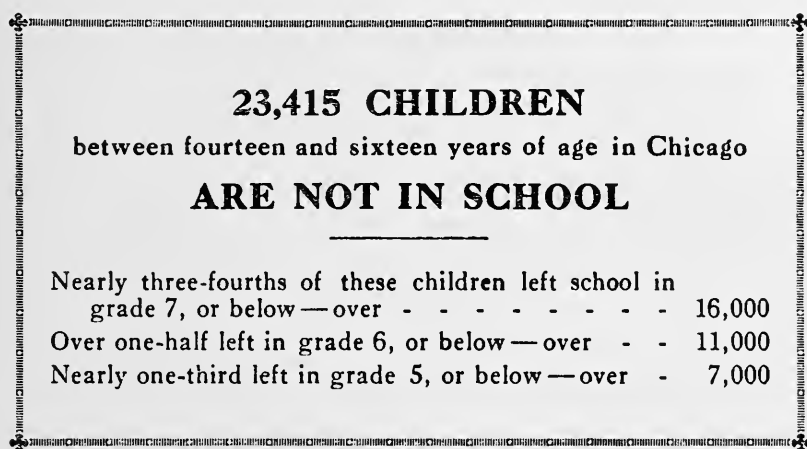 23,415 CHILDREN
between fourteen and sixteen years of age in Chicago
ARE NOT IN SCHOOL
Nearly three-fourths of these children left school in
grade 7, or below — over - - - - - - - - 16,000
Over one-half left in grade 6, or below — over - - 11,000
Nearly one-third left in grade 5, or below — over - 7,000